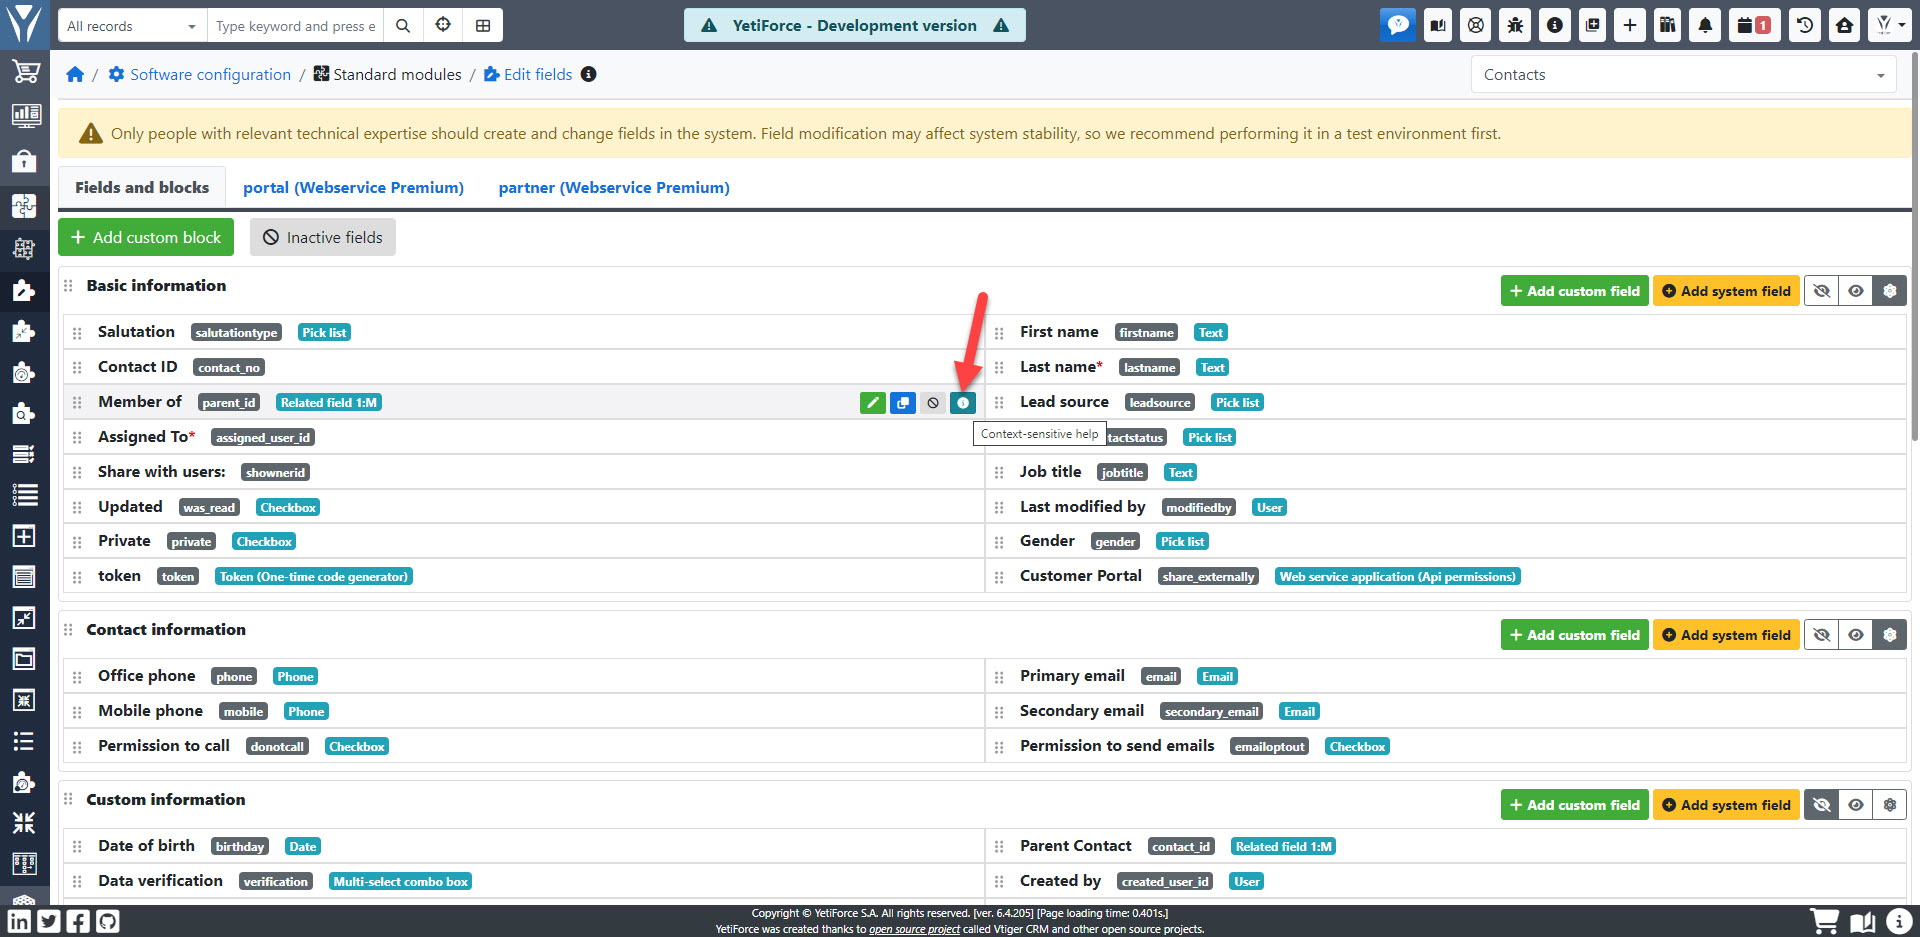 All records
Type keyword and press e
YetiForce - Development version
1
/ Software configuration / Standard modules / Edit fields
Contacts
Only people with relevant technical expertise should create and change fields in the system. Field modification may affect system stability, so we recommend performing it in a test environment first.
Fields and blocks
portal (Webservice Premium)
partner (Webservice Premium)
+ Add custom block
Inactive fields
Basic information
+ Add custom field
Add system field
Salutation salutationtype Pick list
First name firstname Text
Contact ID contact_no
Last name* lastname Text
Member of parent_id Related field 1:M
Lead source leadsource Pick list
Context-sensitive help
Assigned To* assigned_user_id
tactstatus Pick list
Share with users: shownerid
Job title jobtitle Text
Updated was_read Checkbox
Last modified by modifiedby User
Private private Checkbox
Gender gender Pick list
token token Token (One-time code generator)
Customer Portal share_externally Web service application (Api permissions)
Contact information
+ Add custom field
Add system field
Office phone phone Phone
Primary email email Email
Mobile phone mobile Phone
Secondary email secondary_email Email
Permission to call donotcall Checkbox
Permission to send emails emailoptout Checkbox
Custom information
+ Add custom field
Add system field
Date of birth birthday Date
Parent Contact contact_id Related field 1:M
Data verification verification Multi-select combo box
Created by created_user_id User
Copyright © YetiForce S.A. All rights reserved. [ver. 6.4.205] [Page loading time: 0.401s.]
YetiForce was created thanks to open source project called Vtiger CRM and other open source projects.